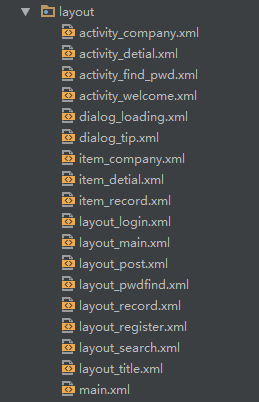 layout
activity_company.xml
activity_detial.xml
activity_find_pwd.xml
activity_welcome.xml
dialog_loading.xml
dialog_tip.xml
item_company.xml
item_detial.xml
item_record.xml
layout_login.xml
layout_main.xml
layout_post.xml
layout_pwdfind.xml
layout_record.xml
layout_register.xml
layout_search.xml
layout_title.xml
main.xml